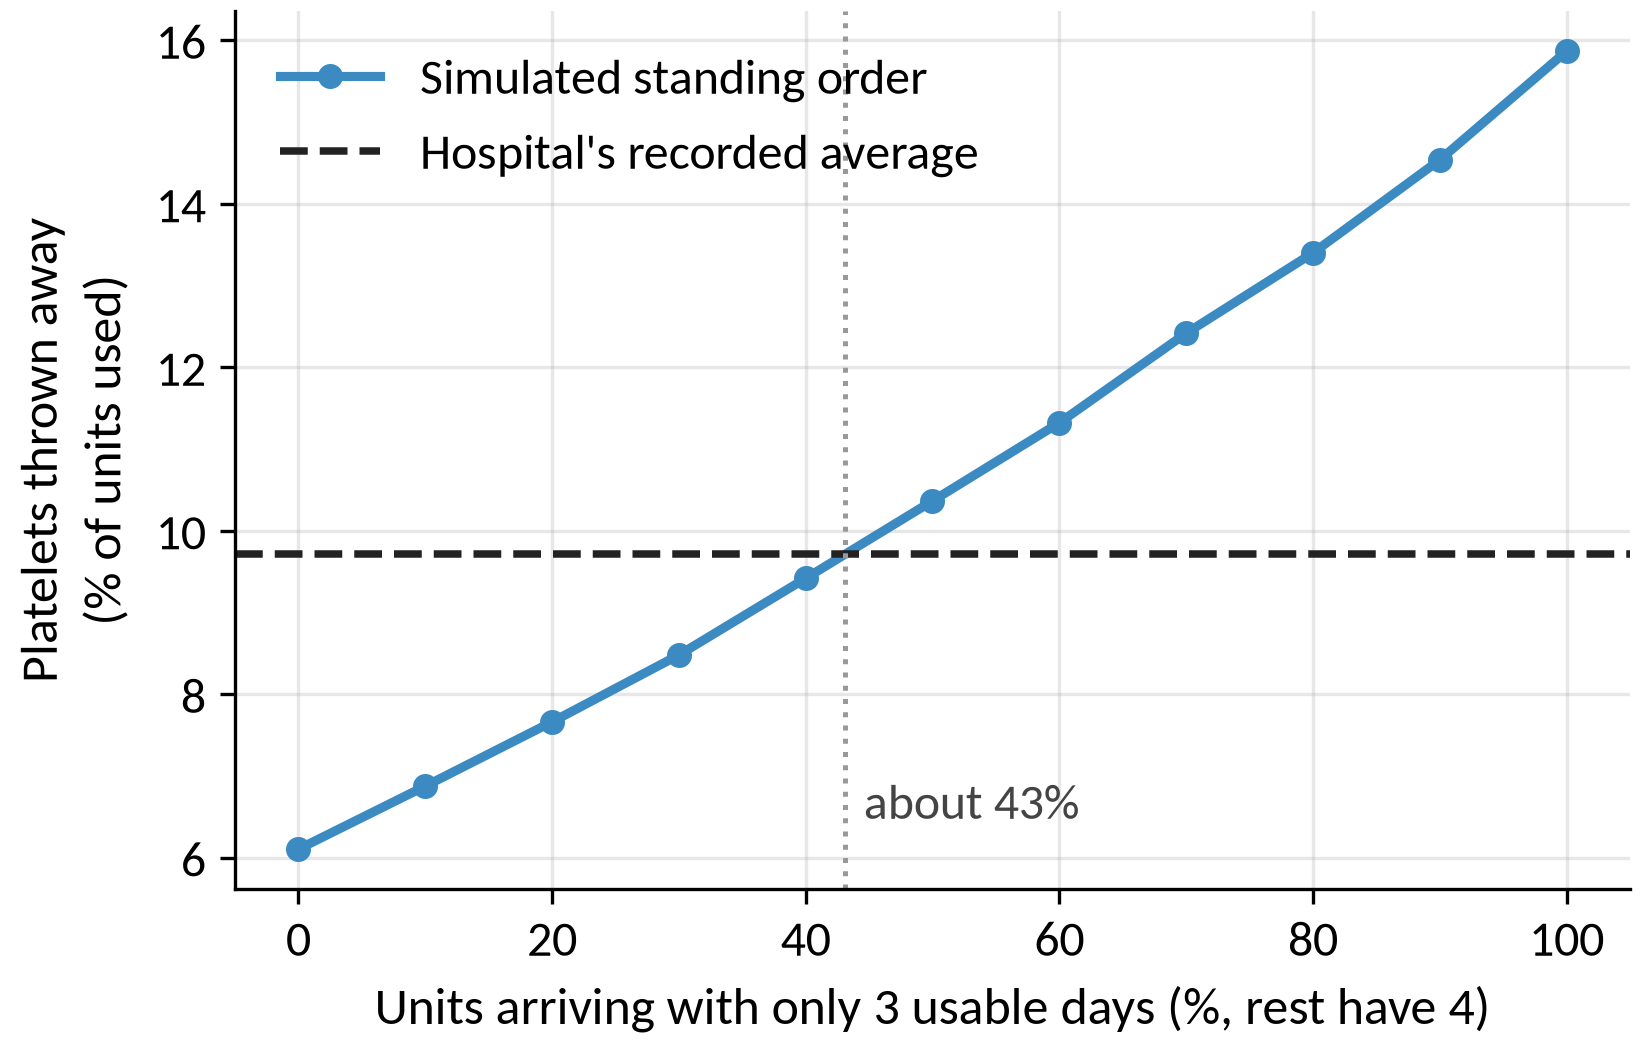 Platelets thrown away
(% of units used)
16
14
12
10
8
6
Simulated standing order
Hospital's recorded average
about 43%
0 20 40 60 80 100
Units arriving with only 3 usable days (%, rest have 4)